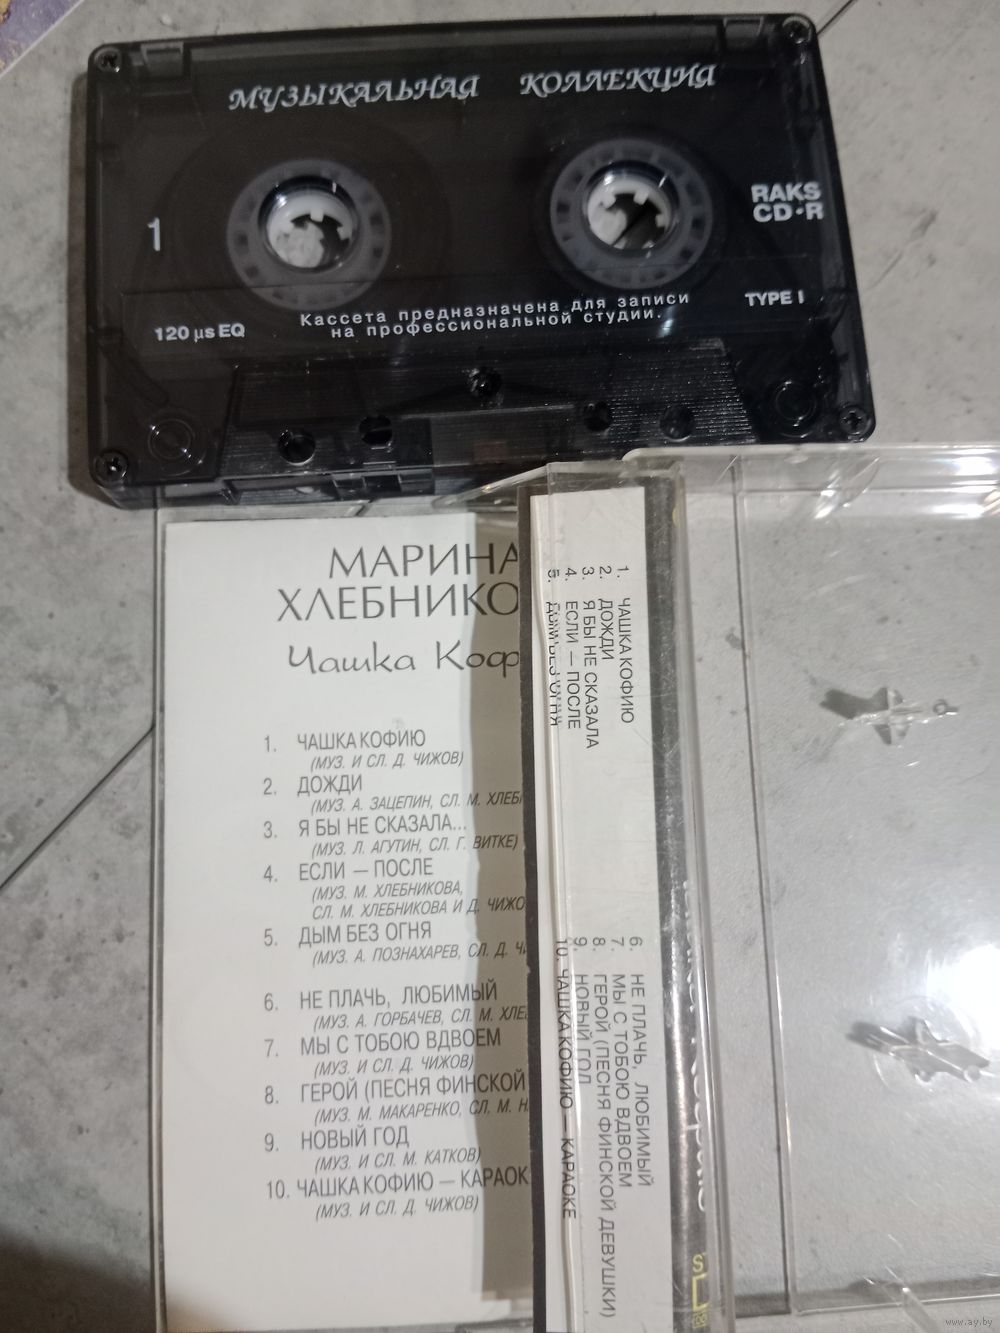 МУЗЫКАЛЬНАЯ КОЛЛЕКЦИЯ
RAKS
CD•R
1
120 µs EQ
Кассета предназначена для записи
на профессиональной студии.
TYPE I
МАРИНА
ХЛЕБНИКО
Чашка Коф
1. ЧАШКА КОФИЮ
(МУЗ. И СЛ. Д. ЧИЖОВ)
2. ДОЖДИ
(МУЗ. А. ЗАЦЕПИН, СЛ. М. ХЛЕБ
3. Я БЫ НЕ СКАЗАЛА...
(МУЗ. Л. АГУТИН, СЛ. Г. ВИТКЕ)
4. ЕСЛИ — ПОСЛЕ
(МУЗ. М. ХЛЕБНИКОВА,
СЛ. М. ХЛЕБНИКОВА И Д. ЧИЖО
5. ДЫМ БЕЗ ОГНЯ
(МУЗ. А. ПОЗНАХАРЕВ, СЛ. Д. Ч
6. НЕ ПЛАЧЬ, ЛЮБИМЫЙ
(МУЗ. А. ГОРБАЧЕВ, СЛ. М. ХЛЕ
7. МЫ С ТОБОЮ ВДВОЕМ
(МУЗ. И СЛ. Д. ЧИЖОВ)
8. ГЕРОЙ (ПЕСНЯ ФИНСКОЙ
(МУЗ. М. МАКАРЕНКО, СЛ. М. Н
9. НОВЫЙ ГОД
(МУЗ. И СЛ. М. КАТКОВ)
10. ЧАШКА КОФИЮ — КАРАОК
(МУЗ. И СЛ. Д. ЧИЖОВ)
1. ЧАШКА КОФИЮ
2. ДОЖДИ
3. Я БЫ НЕ СКАЗАЛА
4. ЕСЛИ — ПОСЛЕ
5. ДЫМ БЕЗ ОГНЯ
6. НЕ ПЛАЧЬ, ЛЮБИМЫЙ
7. МЫ С ТОБОЮ ВДВОЕМ
8. ГЕРОЙ (ПЕСНЯ ФИНСКОЙ ДЕВУШКИ)
9. НОВЫЙ ГОД
10. ЧАШКА КОФИЮ — КАРАОКЕ
www.ay.by